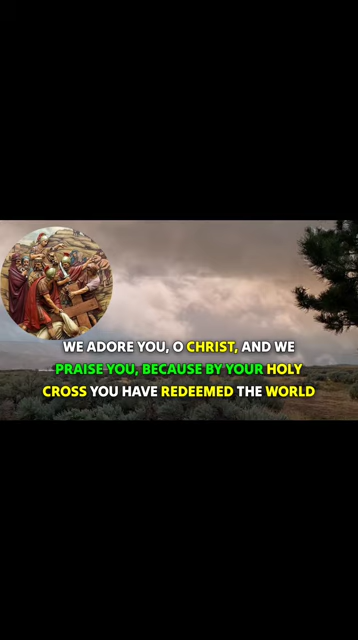 WE ADORE YOU, O CHRIST, AND WE
PRAISE YOU, BECAUSE BY YOUR HOLY
CROSS YOU HAVE REDEEMED THE WORLD